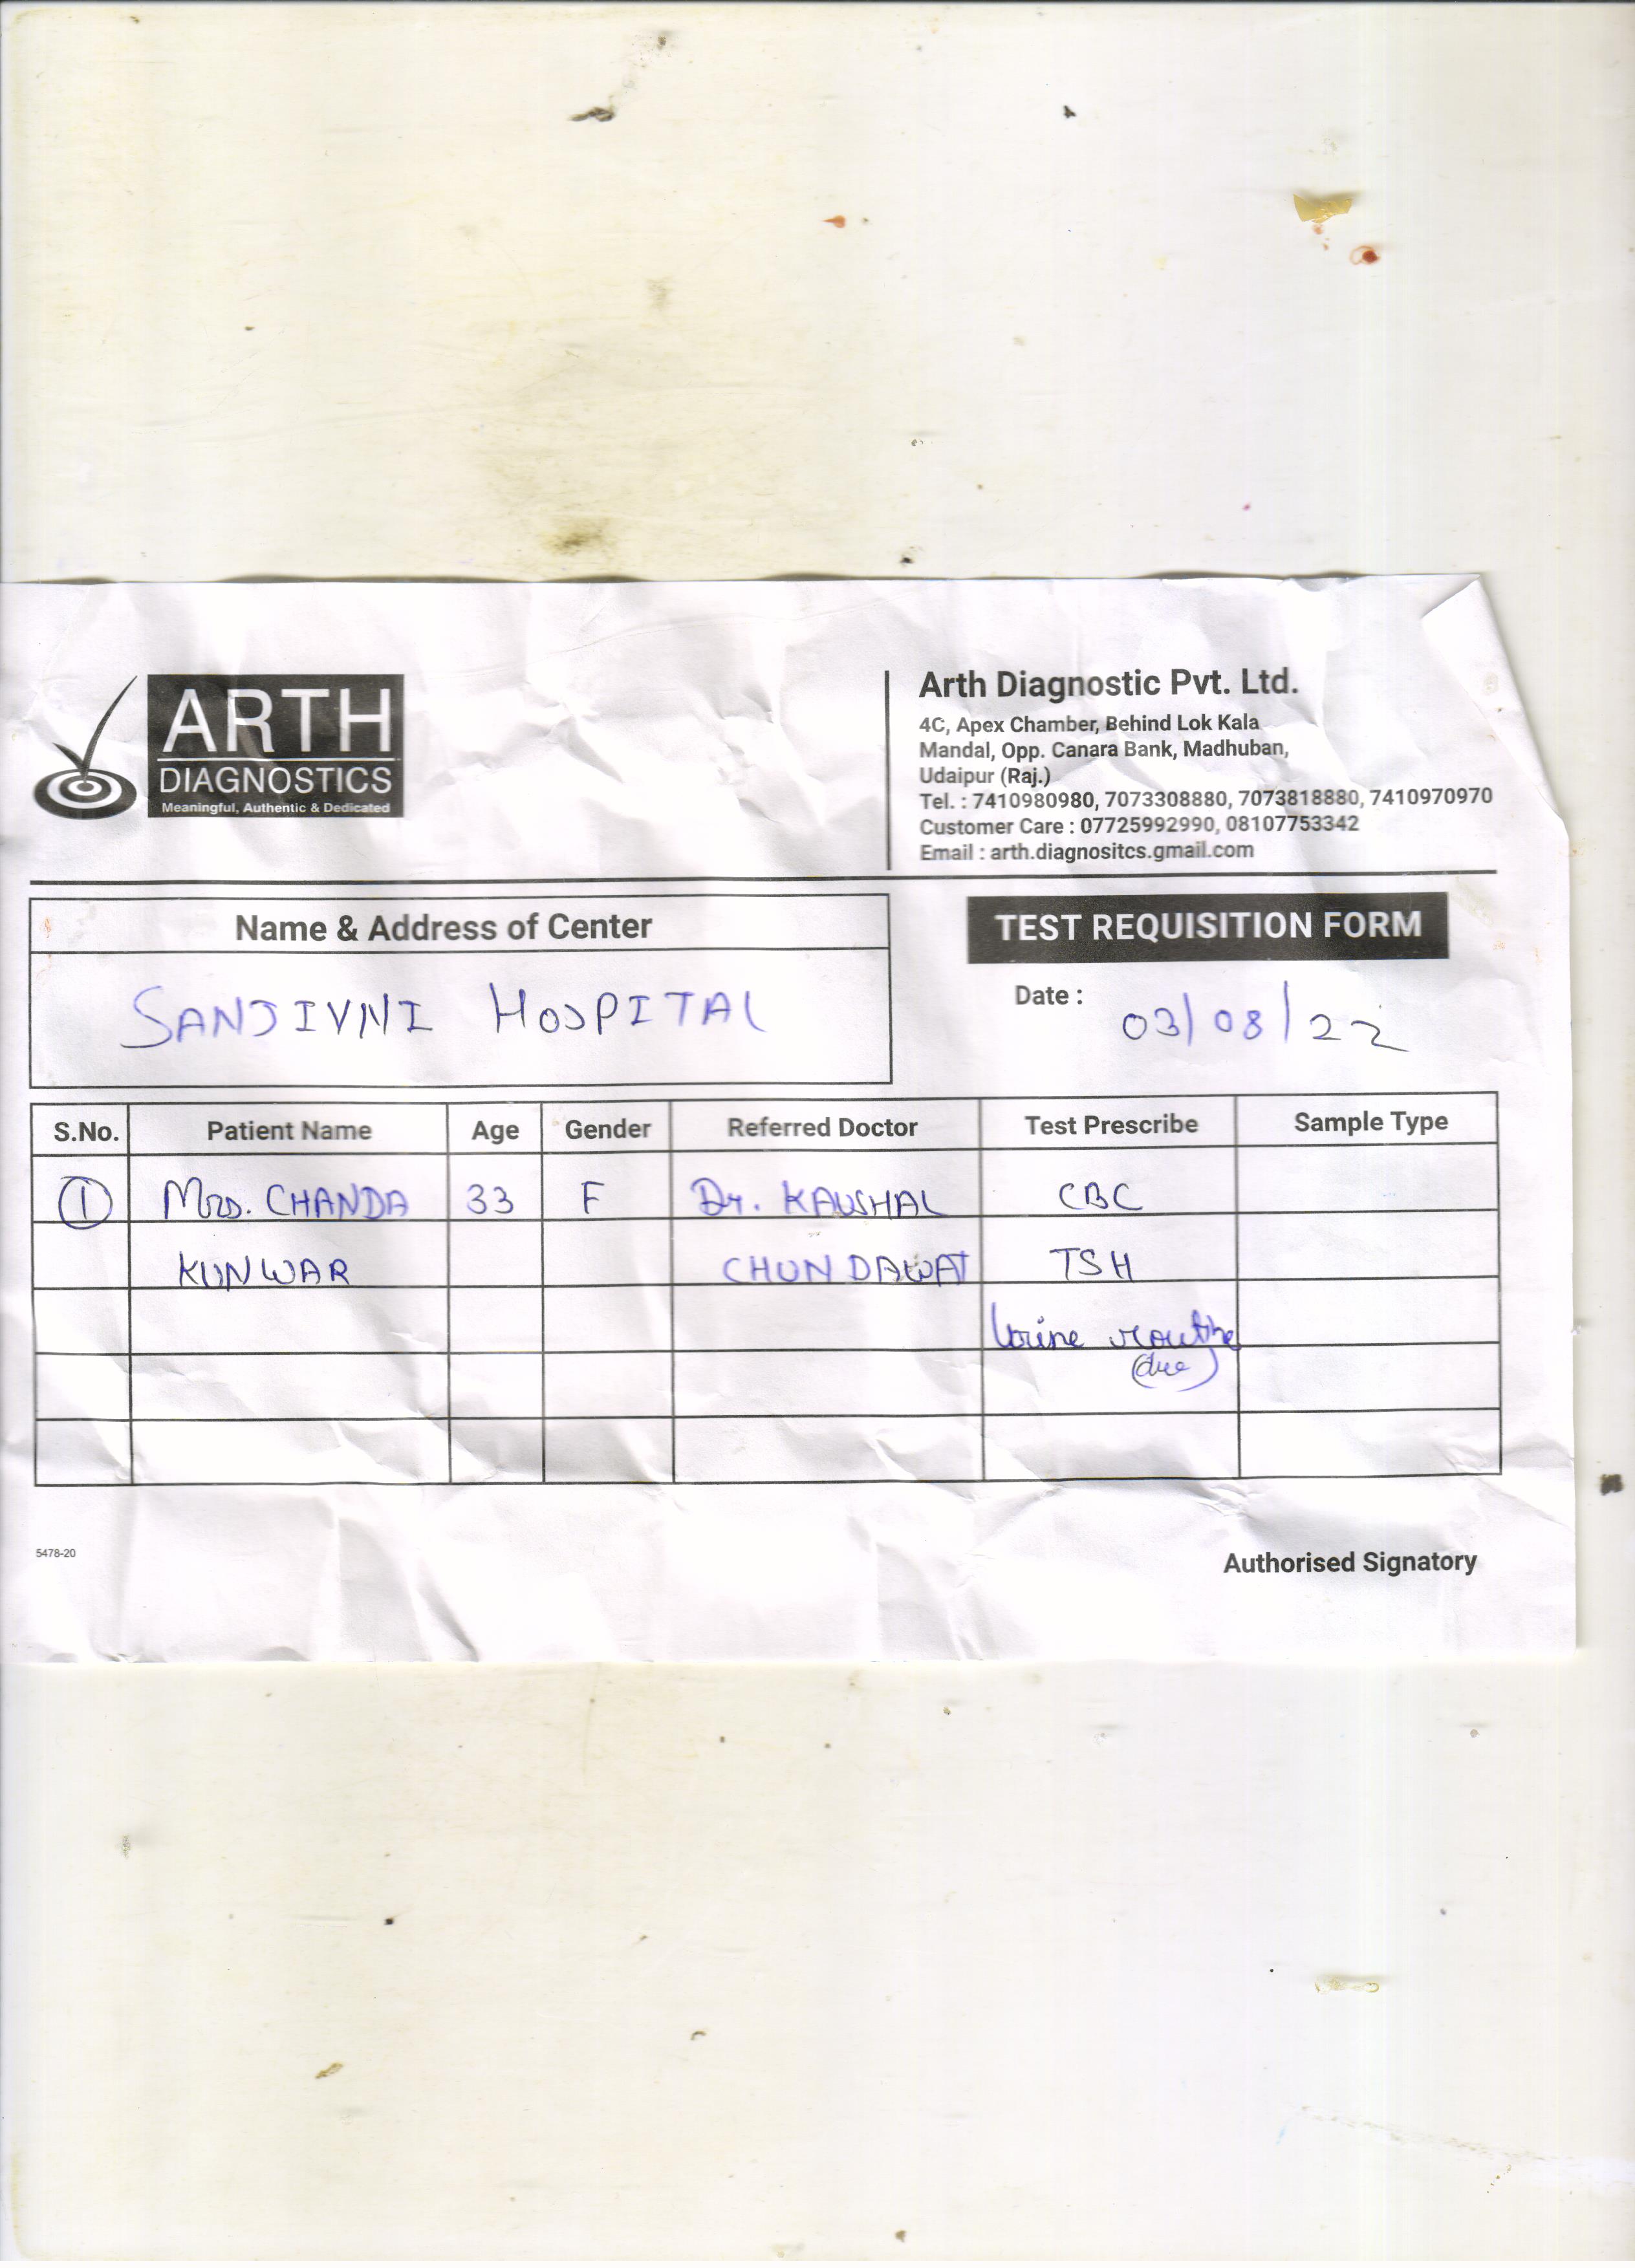 ARTH
DIAGNOSTICS
Meaningful, Authentic & Dedicated
Arth Diagnostic Pvt. Ltd.
4C, Apex Chamber, Behind Lok Kala
Mandal, Opp. Canara Bank, Madhuban,
Udaipur (Raj.)
Tel. : 7410980980, 7073308880, 7073818880, 7410970970
Customer Care : 07725992990, 08107753342
Email : arth.diagnositcs.gmail.com
Name & Address of Center
SANJIVNI HOSPITAL
TEST REQUISITION FORM
Date : 03/08/22
S.No. Patient Name Age Gender Referred Doctor Test Prescribe Sample Type
1 Mrs. CHANDA 33 F Dr. KAUSHAL CBC
KUNWAR CHUNDAWAT TSH
Urine routine
(due)
5478-20
Authorised Signatory